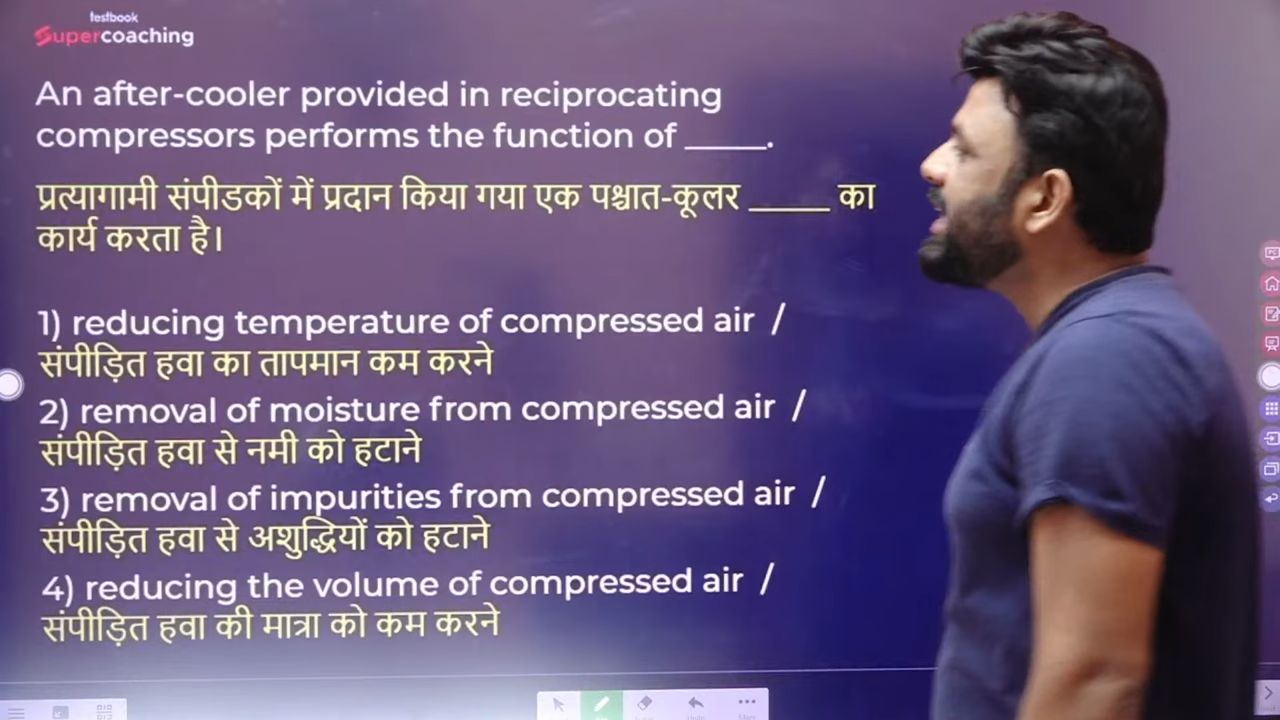 testbook
Supercoaching
An after-cooler provided in reciprocating
compressors performs the function of _____.
प्रत्यागामी संपीडकों में प्रदान किया गया एक पश्चात-कूलर _____ का
कार्य करता है।
1) reducing temperature of compressed air /
संपीड़ित हवा का तापमान कम करने
2) removal of moisture from compressed air /
संपीड़ित हवा से नमी को हटाने
3) removal of impurities from compressed air /
संपीड़ित हवा से अशुद्धियों को हटाने
4) reducing the volume of compressed air /
संपीड़ित हवा की मात्रा को कम करने